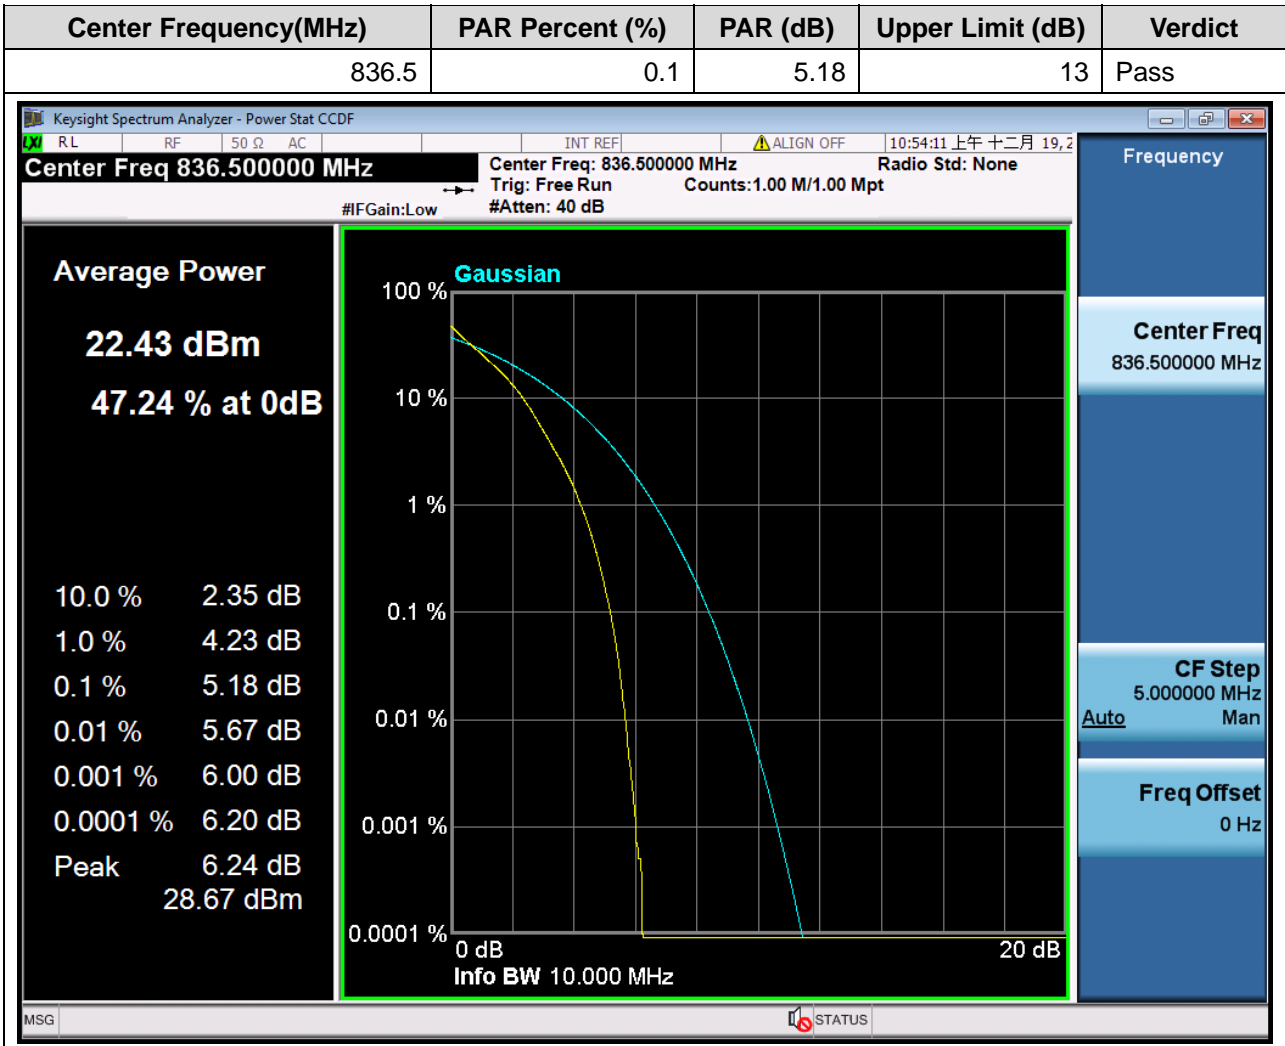 Center Frequency(MHz) PAR Percent (%) PAR (dB) Upper Limit (dB) Verdict
836.5 0.1 5.18 13 Pass
Keysight Spectrum Analyzer - Power Stat CCDF
LXI RL RF 50 Ω AC INT REF ALIGN OFF 10:54:11 上午 十二月 19, 2
Center Freq 836.500000 MHz
Center Freq: 836.500000 MHz Radio Std: None
Trig: Free Run Counts:1.00 M/1.00 Mpt
#IFGain:Low #Atten: 40 dB
Average Power
22.43 dBm
47.24 % at 0dB
10.0 % 2.35 dB
1.0 % 4.23 dB
0.1 % 5.18 dB
0.01 % 5.67 dB
0.001 % 6.00 dB
0.0001 % 6.20 dB
Peak 6.24 dB
28.67 dBm
Gaussian
100 %
10 %
1 %
0.1 %
0.01 %
0.001 %
0.0001 %
0 dB 20 dB
Info BW 10.000 MHz
Frequency
Center Freq
836.500000 MHz
CF Step
5.000000 MHz
Auto Man
Freq Offset
0 Hz
MSG STATUS